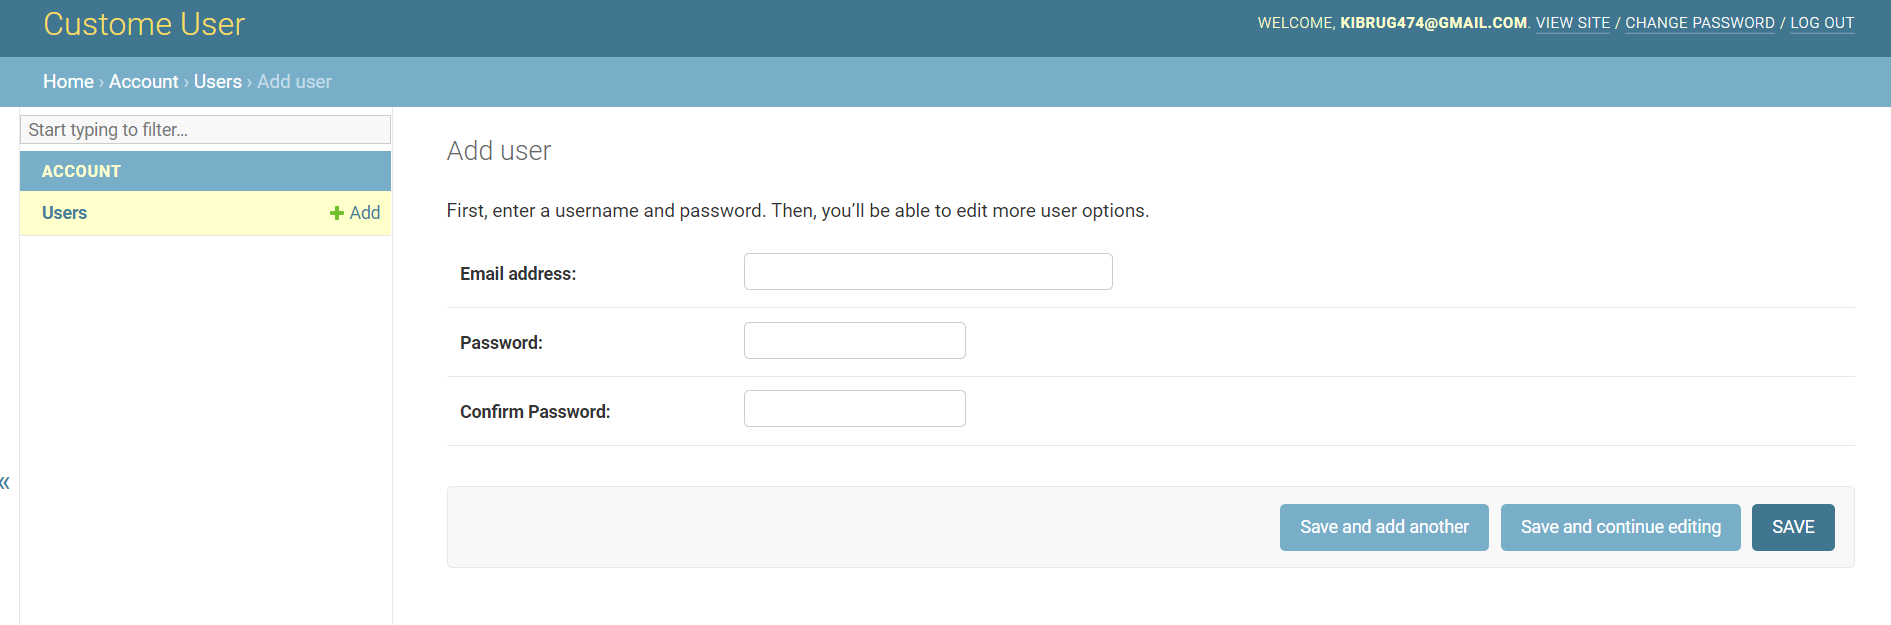 Custome User
WELCOME, KIBRUG474@GMAIL.COM. VIEW SITE / CHANGE PASSWORD / LOG OUT
Home › Account › Users › Add user
Start typing to filter...
ACCOUNT
Users
Add
«
Add user
First, enter a username and password. Then, you’ll be able to edit more user options.
Email address:
Password:
Confirm Password:
Save and add another
Save and continue editing
SAVE